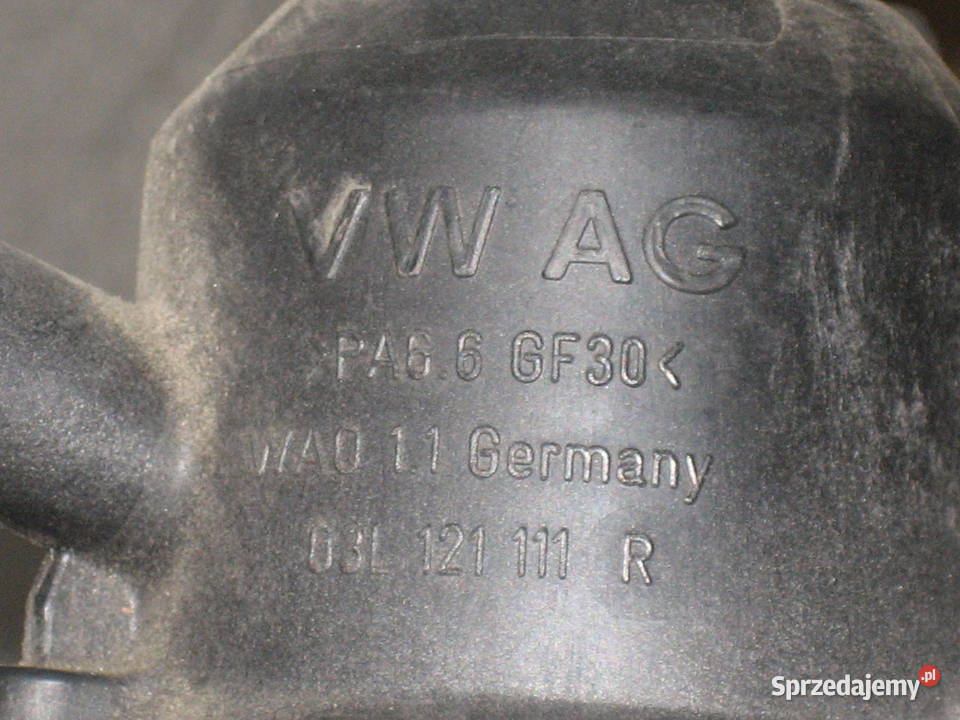 VW AG
>PA6.6 GF30<
WAO 1.1 Germany
03L 121 111 R
Sprzedajemy.pl